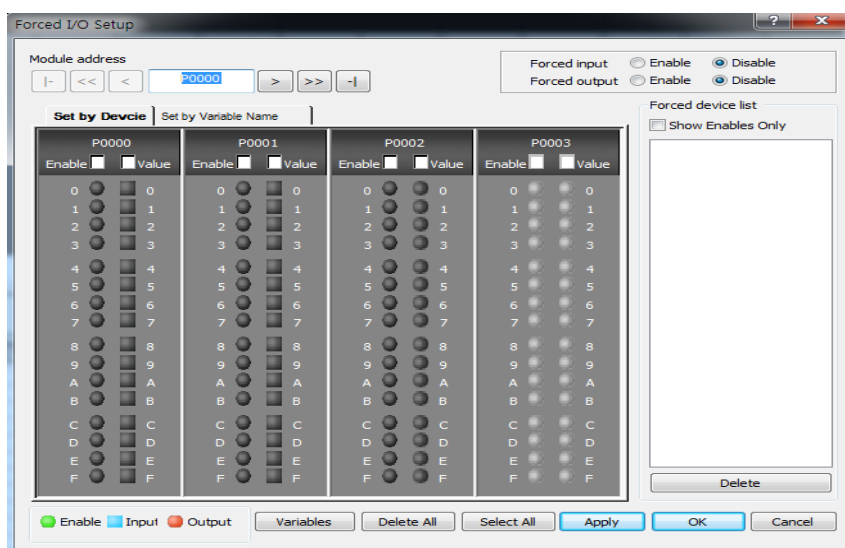 Forced I/O Setup
Module address
|- << < P0000 > >> -|
Forced input Enable Disable
Forced output Enable Disable
Set by Devcie Set by Variable Name
Forced device list
Show Enables Only
P0000 P0001 P0002 P0003
Enable Value Enable Value Enable Value Enable Value
0 0 0 0 0 0 0 0
1 1 1 1 1 1 1 1
2 2 2 2 2 2 2 2
3 3 3 3 3 3 3 3
4 4 4 4 4 4 4 4
5 5 5 5 5 5 5 5
6 6 6 6 6 6 6 6
7 7 7 7 7 7 7 7
8 8 8 8 8 8 8 8
9 9 9 9 9 9 9 9
A A A A A A A A
B B B B B B B B
C C C C C C C C
D D D D D D D D
E E E E E E E E
F F F F F F F F
Delete
Enable Input Output Variables Delete All Select All Apply OK Cancel